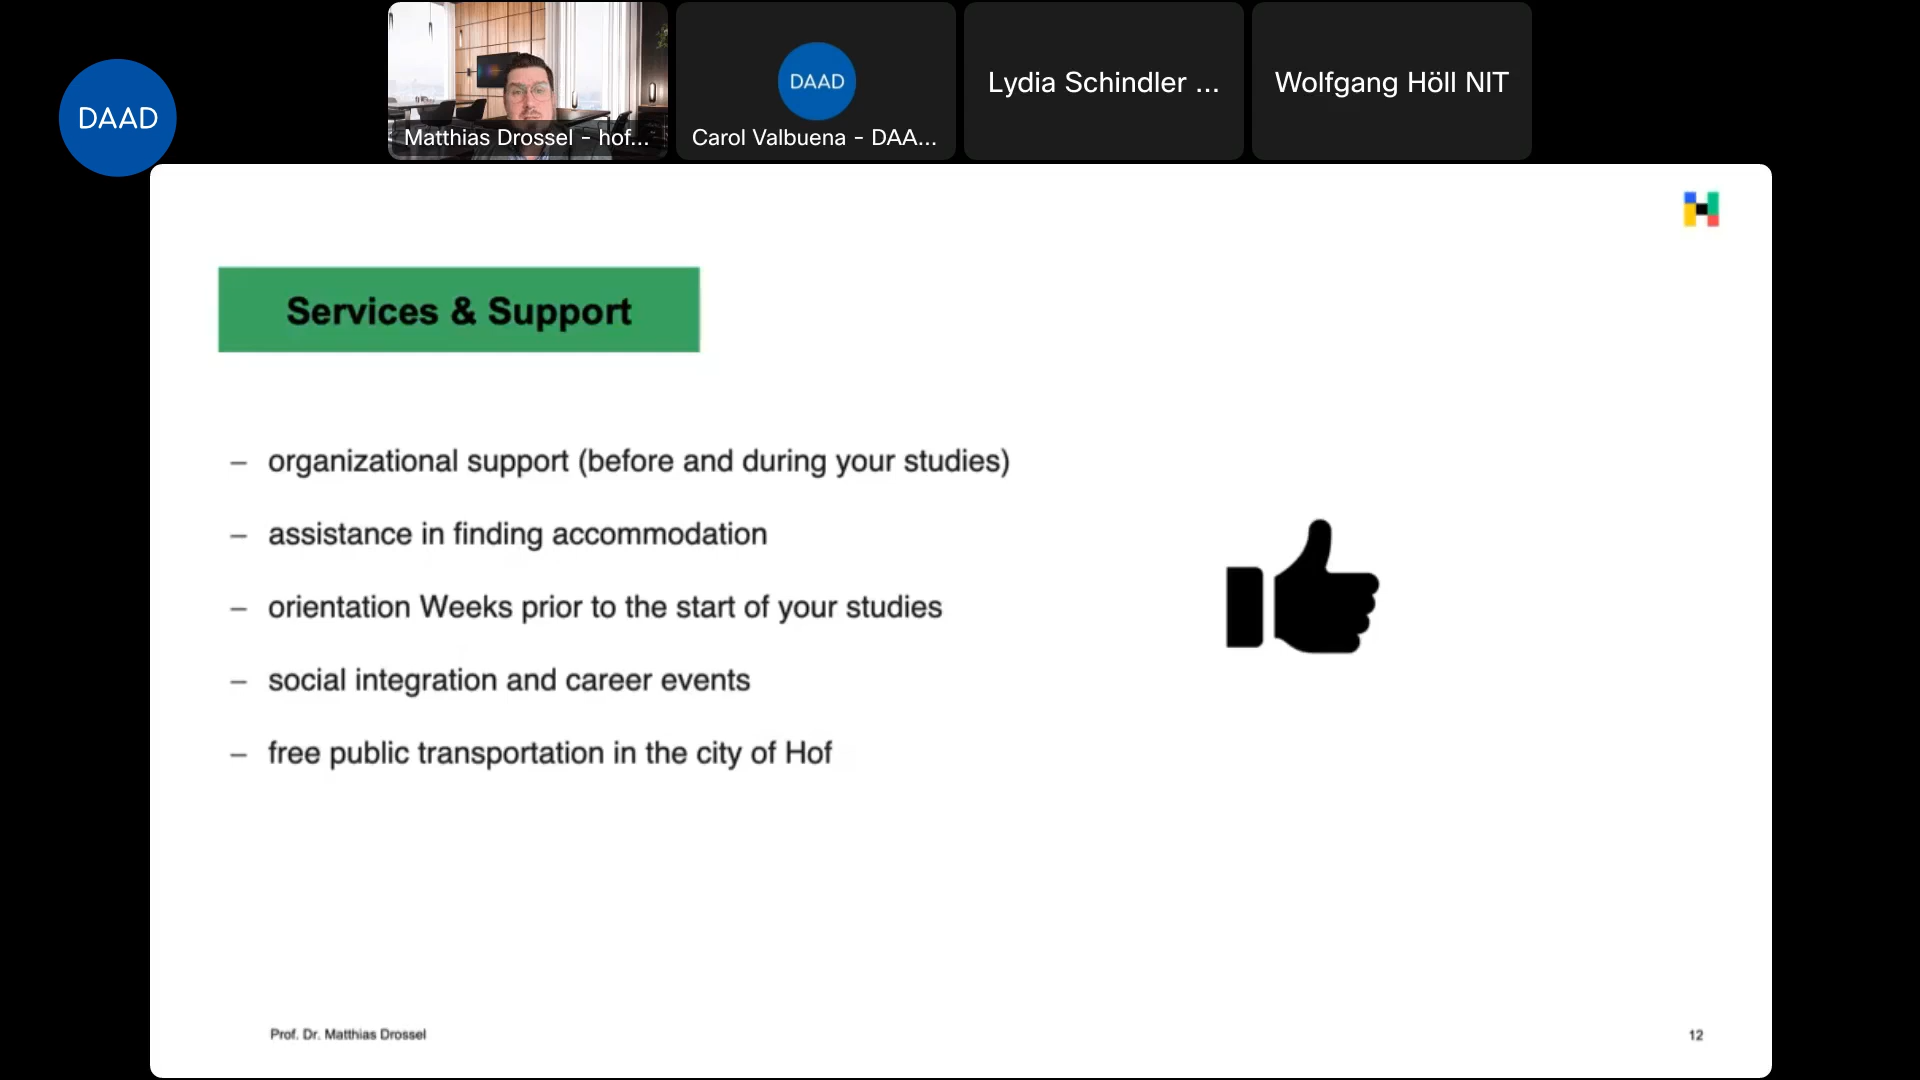 DAAD
Matthias Drossel - hof...
DAAD
Carol Valbuena - DAA...
Lydia Schindler ...
Wolfgang Höll NIT
Services & Support
– organizational support (before and during your studies)
– assistance in finding accommodation
– orientation Weeks prior to the start of your studies
– social integration and career events
– free public transportation in the city of Hof
Prof. Dr. Matthias Drossel
12